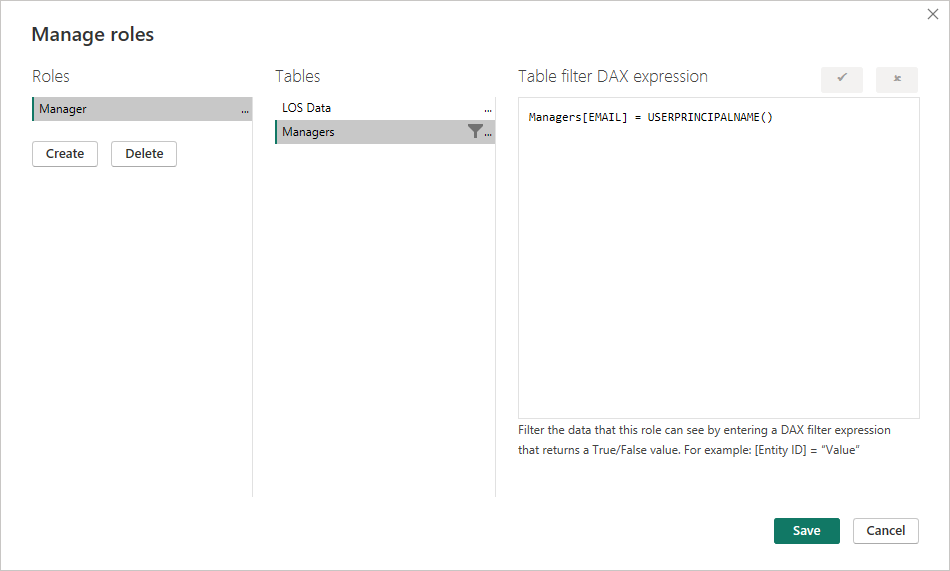 Manage roles
Roles
Tables
Table filter DAX expression
Manager
...
LOS Data
...
Managers
...
Create
Delete
Managers[EMAIL] = USERPRINCIPALNAME()
Filter the data that this role can see by entering a DAX filter expression
that returns a True/False value. For example: [Entity ID] = “Value”
Save
Cancel